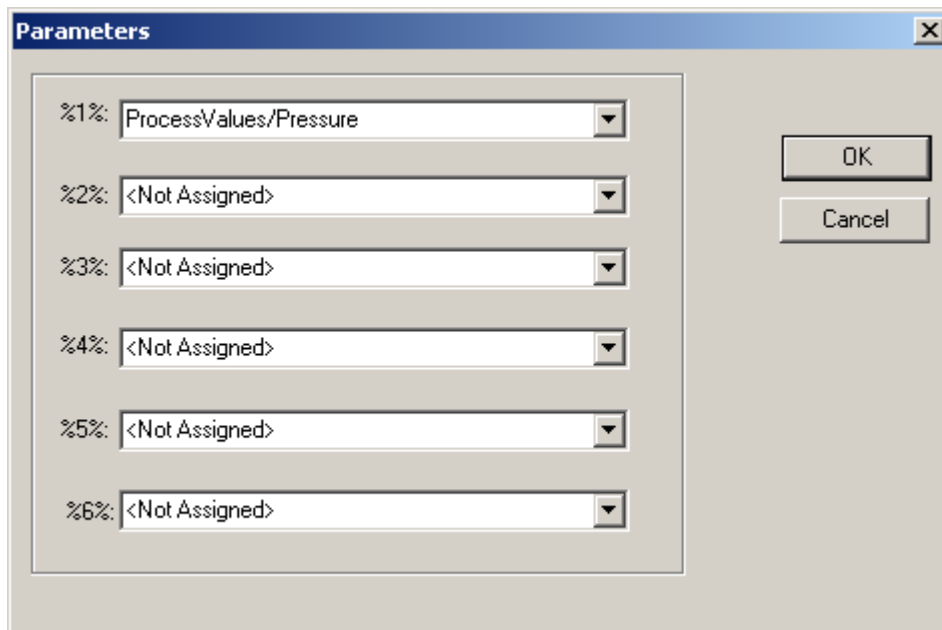 Parameters
%1%: ProcessValues/Pressure
OK
%2%: <Not Assigned>
Cancel
%3%: <Not Assigned>
%4%: <Not Assigned>
%5%: <Not Assigned>
%6%: <Not Assigned>